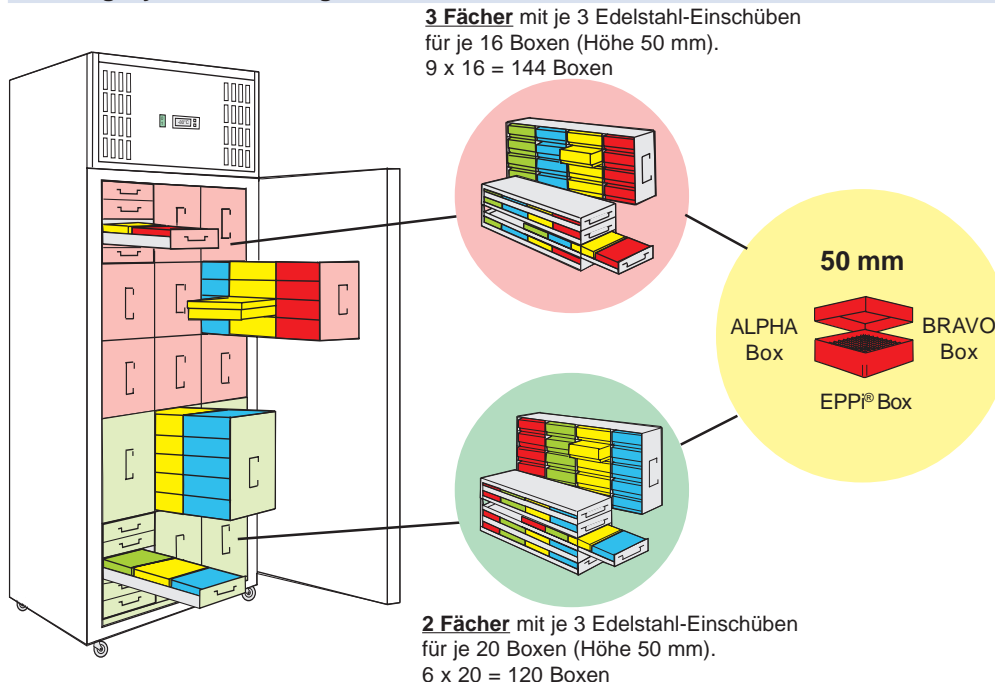 3 Fächer mit je 3 Edelstahl-Einschüben
für je 16 Boxen (Höhe 50 mm).
9 x 16 = 144 Boxen
50 mm
ALPHA
Box
BRAVO
Box
EPPi® Box
2 Fächer mit je 3 Edelstahl-Einschüben
für je 20 Boxen (Höhe 50 mm).
6 x 20 = 120 Boxen